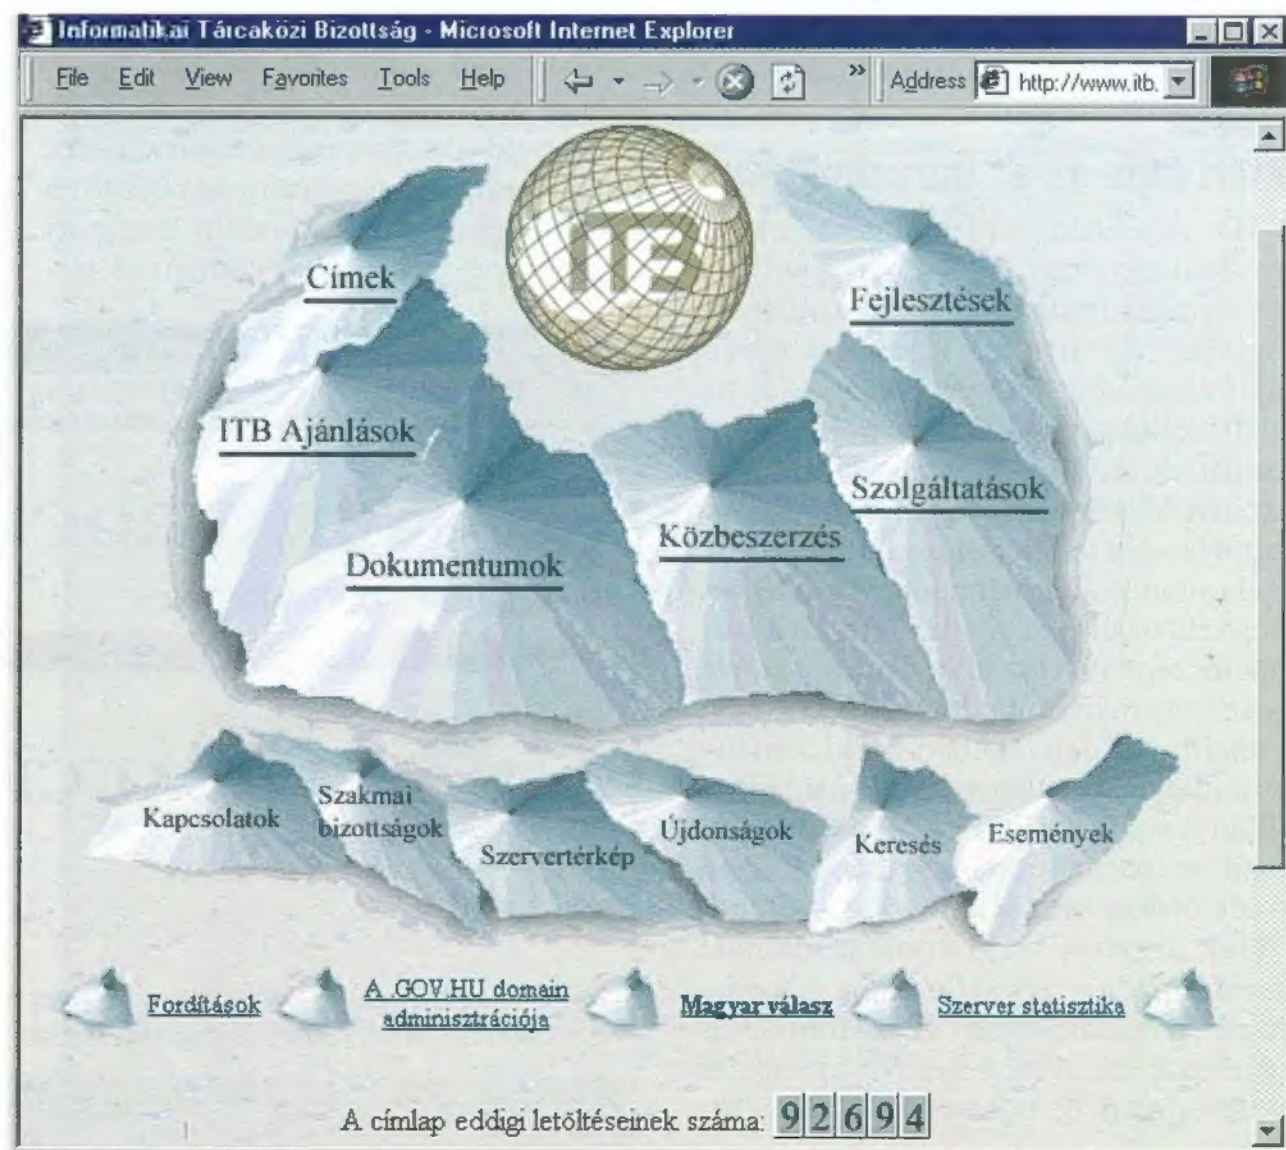 Informatikai Tárcaközi Bizottság - Microsoft Internet Explorer
File Edit View Favorites Tools Help » Address http://www.itb.
ITB
Címek
Fejlesztések
ITB Ajánlások
Szolgáltatások
Közbeszerzés
Dokumentumok
Kapcsolatok
Szakmai
bizottságok
Szervertérkép
Újdonságok
Keresés
Események
Fordítások
A .GOV.HU domain
adminisztrációja
Magyar válasz
Szerver statisztika
A címlap eddigi letöltéseinek száma: 92694